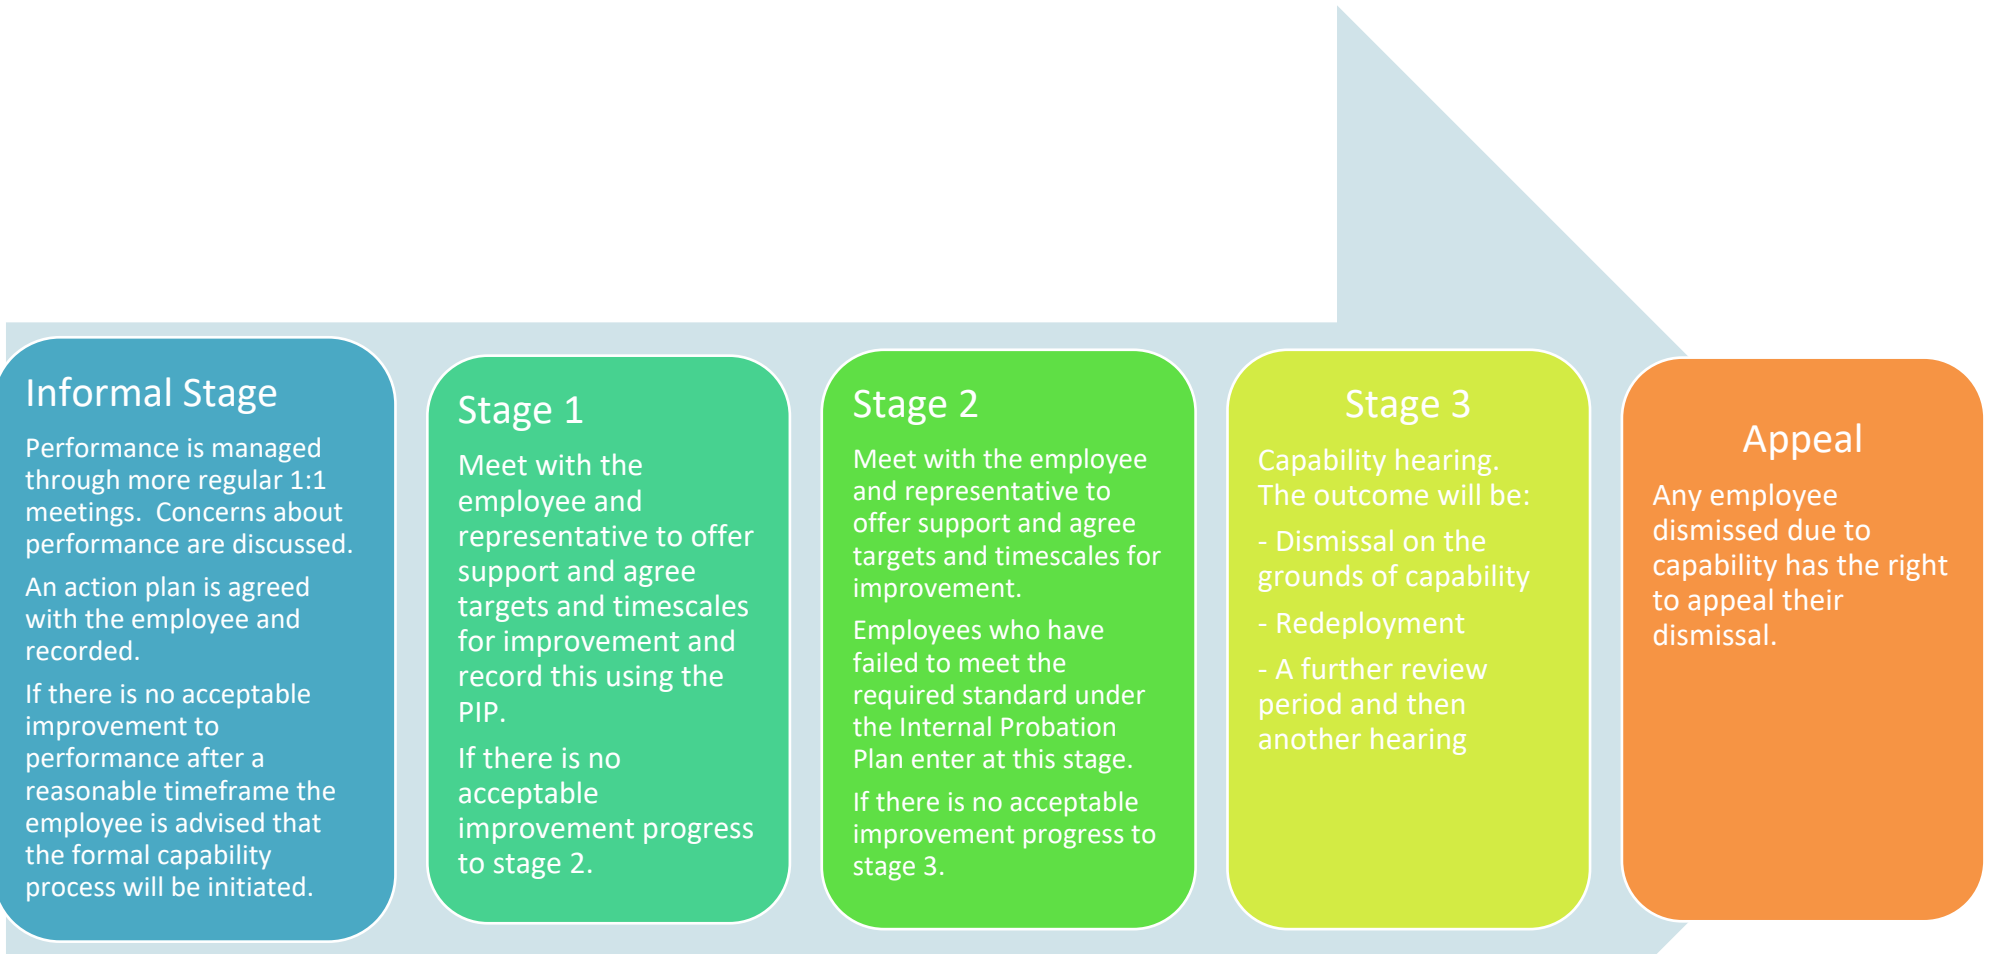 Informal Stage
Performance is managed
through more regular 1:1
meetings.  Concerns about
performance are discussed.
An action plan is agreed
with the employee and
recorded.
If there is no acceptable
improvement to
performance after a
reasonable timeframe the
employee is advised that
the formal capability
process will be initiated.
Stage 1
Meet with the
employee and
representative to offer
support and agree
targets and timescales
for improvement and
record this using the
PIP.
If there is no
acceptable
improvement progress
to stage 2.
Stage 2
Meet with the employee
and representative to
offer support and agree
targets and timescales for
improvement.
Employees who have
failed to meet the
required standard under
the Internal Probation
Plan enter at this stage.
If there is no acceptable
improvement progress to
stage 3.
Stage 3
Capability hearing.
The outcome will be:
- Dismissal on the
grounds of capability
- Redeployment
- A further review
period and then
another hearing
Appeal
Any employee
dismissed due to
capability has the right
to appeal their
dismissal.